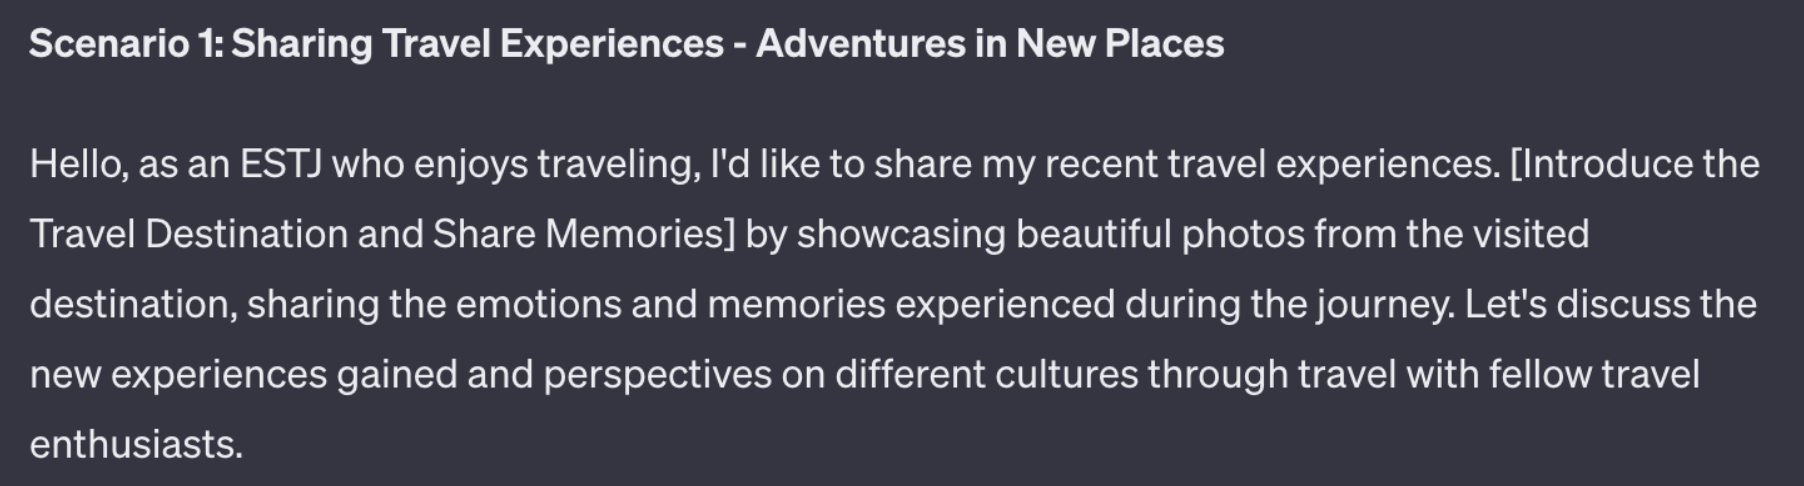 Scenario 1: Sharing Travel Experiences - Adventures in New Places
Hello, as an ESTJ who enjoys traveling, I'd like to share my recent travel experiences. [Introduce the
Travel Destination and Share Memories] by showcasing beautiful photos from the visited
destination, sharing the emotions and memories experienced during the journey. Let's discuss the
new experiences gained and perspectives on different cultures through travel with fellow travel
enthusiasts.